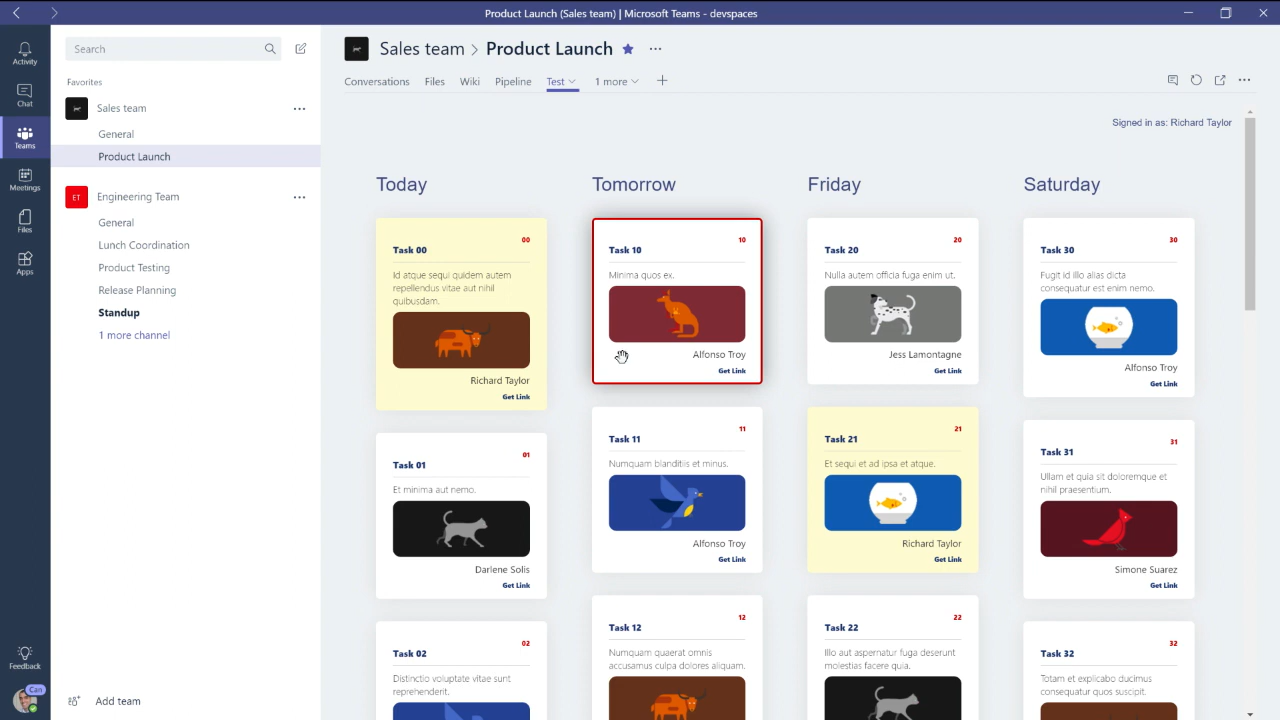 Product Launch (Sales team) | Microsoft Teams - devspaces
Activity
Chat
Teams
Meetings
Files
Apps
Feedback
Can
Search
Favorites
Sales team
General
Product Launch
ET
Engineering Team
General
Lunch Coordination
Product Testing
Release Planning
Standup
1 more channel
Add team
Sales team > Product Launch
Conversations Files Wiki Pipeline Test 1 more
Signed in as: Richard Taylor
Today
00
Task 00
Id atque sequi quidem autem
repellendus vitae aut nihil
quibusdam.
Richard Taylor
Get Link
01
Task 01
Et minima aut nemo.
Darlene Solis
Get Link
02
Task 02
Distinctio voluptate vitae sunt
reprehenderit.
Tomorrow
10
Task 10
Minima quos ex.
Alfonso Troy
Get Link
11
Task 11
Numquam blanditiis et minus.
Alfonso Troy
Get Link
12
Task 12
Numquam quaerat omnis
accusamus culpa dolores aliquam.
Friday
20
Task 20
Nulla autem officia fuga enim ut.
Jess Lamontagne
Get Link
21
Task 21
Et sequi et ad ipsa et atque.
Richard Taylor
Get Link
22
Task 22
Illo aut aspernatur fuga deserunt
molestias facere quia.
Saturday
30
Task 30
Fugit id illo alias dicta
consequatur est enim nemo.
Alfonso Troy
Get Link
31
Task 31
Ullam et quia sit doloremque et
nihil praesentium.
Simone Suarez
Get Link
32
Task 32
Totam et explicabo ducimus
consequatur quos suscipit.